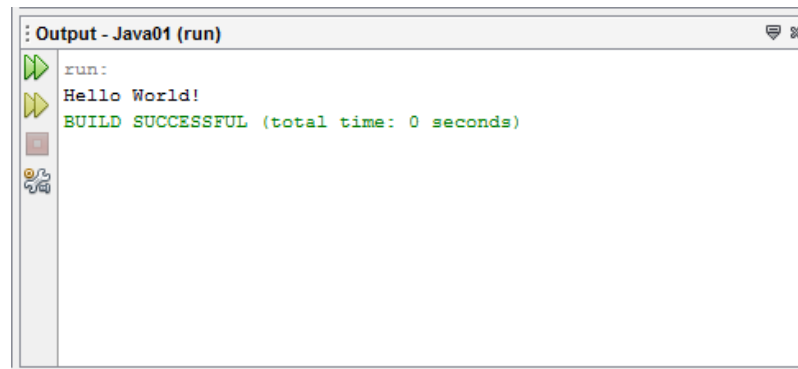 Output - Java01 (run)
run:
Hello World!
BUILD SUCCESSFUL (total time: 0 seconds)